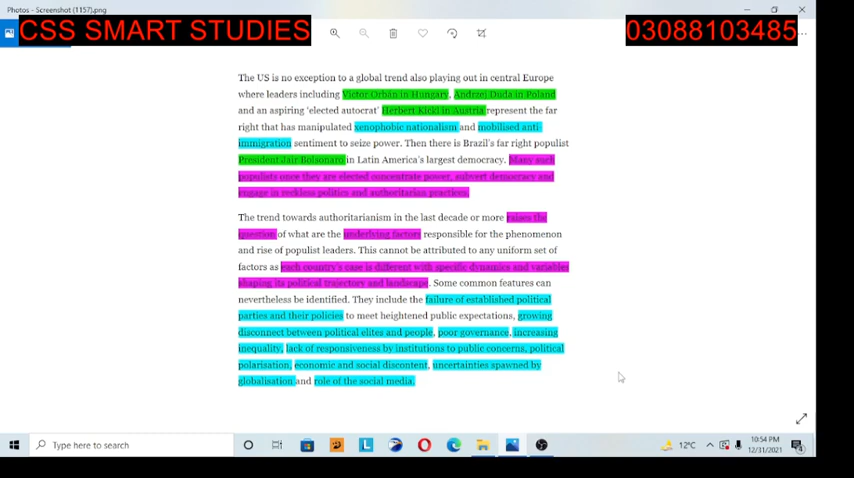 Photos - Screenshot (1157).png
CSS SMART STUDIES
03088103485
The US is no exception to a global trend also playing out in central Europe
where leaders including Victor Orbán in Hungary, Andrzej Duda in Poland
and an aspiring 'elected autocrat' Herbert Kickl in Austria represent the far
right that has manipulated xenophobic nationalism and mobilised anti-
immigration sentiment to seize power. Then there is Brazil's far right populist
President Jair Bolsonaro in Latin America's largest democracy. Many such
populists once they are elected concentrate power, subvert democracy and
engage in reckless politics and authoritarian practices.
The trend towards authoritarianism in the last decade or more raises the
question of what are the underlying factors responsible for the phenomenon
and rise of populist leaders. This cannot be attributed to any uniform set of
factors as each country's case is different with specific dynamics and variables
shaping its political trajectory and landscape. Some common features can
nevertheless be identified. They include the failure of established political
parties and their policies to meet heightened public expectations, growing
disconnect between political elites and people, poor governance, increasing
inequality, lack of responsiveness by institutions to public concerns, political
polarisation, economic and social discontent, uncertainties spawned by
globalisation and role of the social media.
Type here to search
12°C
10:54 PM
12/31/2021
4